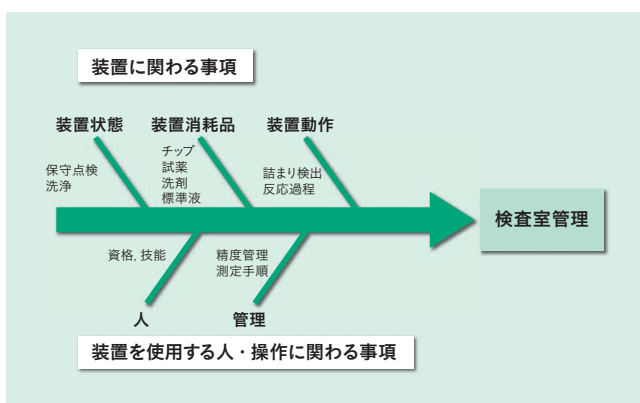 装置に関わる事項
装置状態
装置消耗品
装置動作
保守点検
洗浄
チップ
試薬
洗剤
標準液
詰まり検出
反応過程
検査室管理
資格, 技能
精度管理
測定手順
人
管理
装置を使用する人・操作に関わる事項